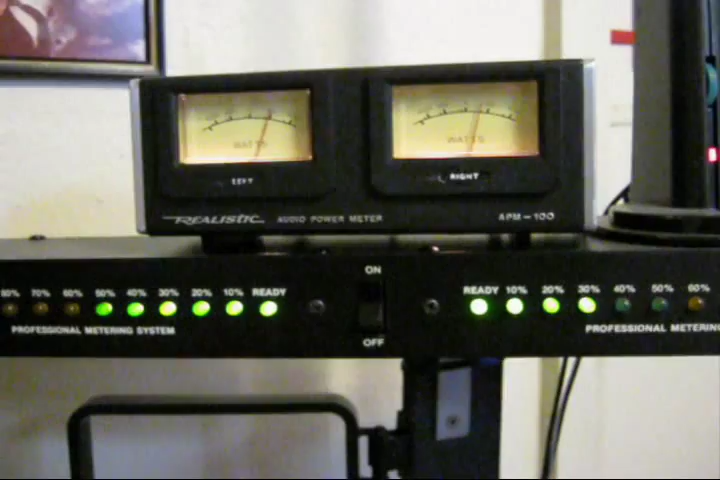 WATTS
WATTS
LEFT
RIGHT
REALISTIC AUDIO POWER METER APM-100
ON
80% 70% 60% 50% 40% 30% 20% 10% READY
READY 10% 20% 30% 40% 50% 60%
PROFESSIONAL METERING SYSTEM
PROFESSIONAL METERING
OFF